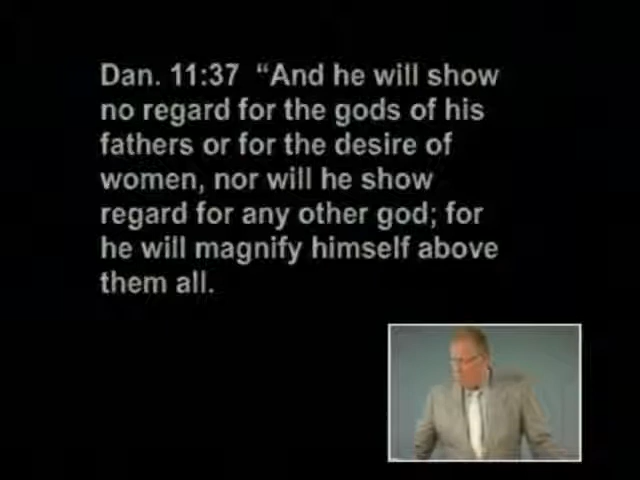 Dan. 11:37  “And he will show
no regard for the gods of his
fathers or for the desire of
women, nor will he show
regard for any other god; for
he will magnify himself above
them all.